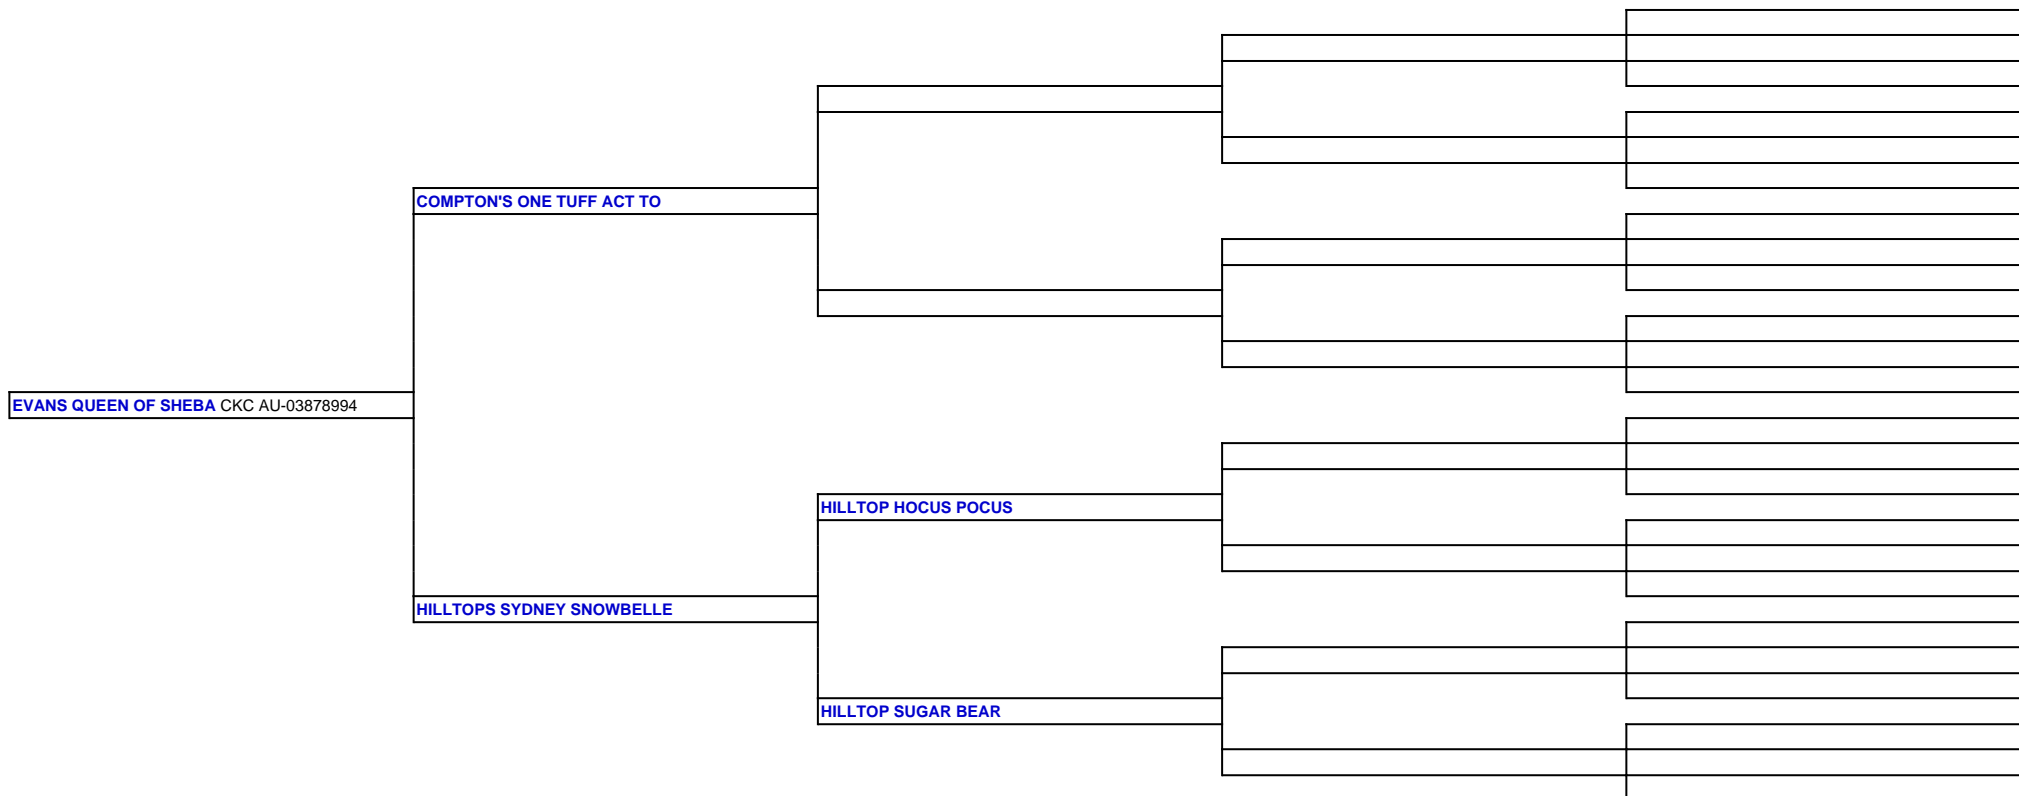 COMPTON'S ONE TUFF ACT TO
EVANS QUEEN OF SHEBA CKC AU-03878994
HILLTOP HOCUS POCUS
HILLTOPS SYDNEY SNOWBELLE
HILLTOP SUGAR BEAR